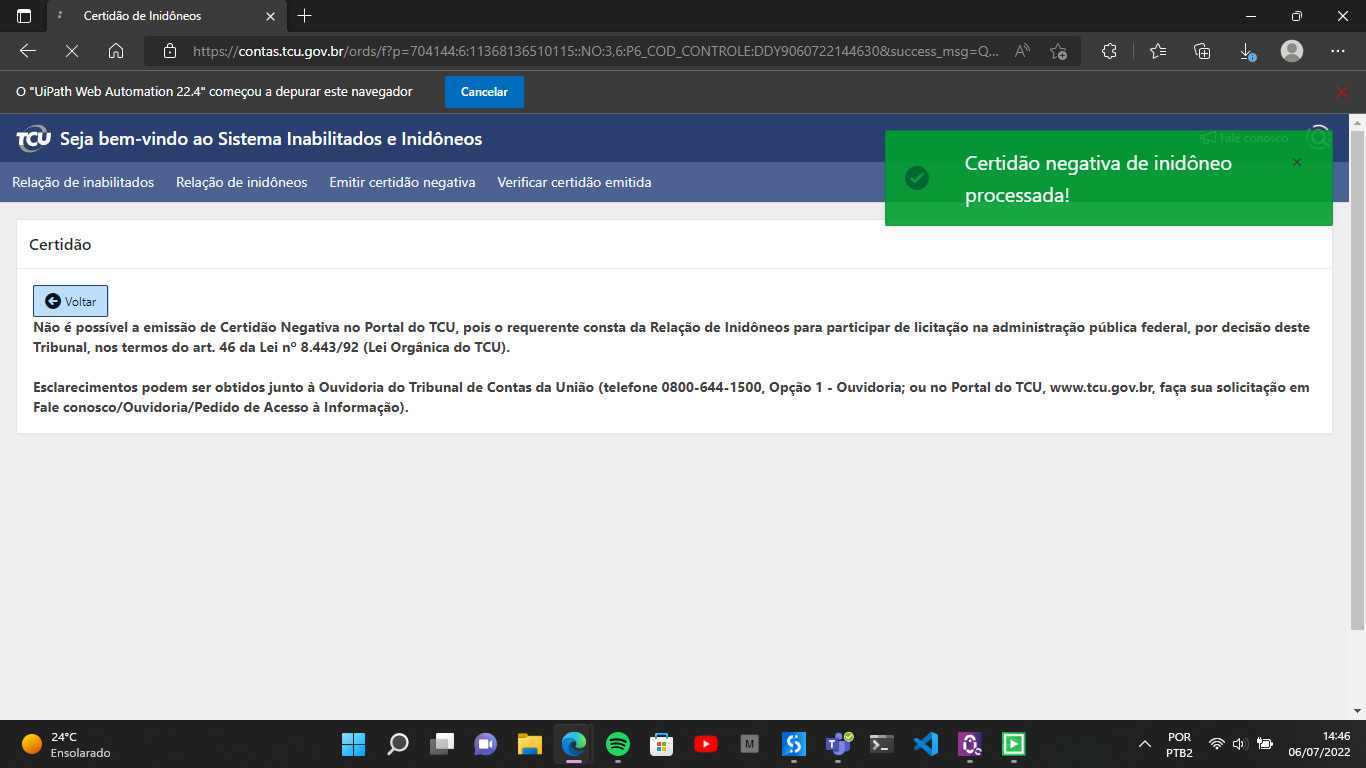 Certidão de Inidôneos
https://contas.tcu.gov.br/ords/f?p=704144:6:11368136510115::NO:3,6:P6_COD_CONTROLE:DDY9060722144630&success_msg=Q...
O "UiPath Web Automation 22.4" começou a depurar este navegador
Cancelar
TCU Seja bem-vindo ao Sistema Inabilitados e Inidôneos
Fale conosco
Relação de inabilitados Relação de inidôneos Emitir certidão negativa Verificar certidão emitida
Certidão negativa de inidôneo
processada!
Certidão
Voltar
Não é possível a emissão de Certidão Negativa no Portal do TCU, pois o requerente consta da Relação de Inidôneos para participar de licitação na administração pública federal, por decisão deste
Tribunal, nos termos do art. 46 da Lei nº 8.443/92 (Lei Orgânica do TCU).
Esclarecimentos podem ser obtidos junto à Ouvidoria do Tribunal de Contas da União (telefone 0800-644-1500, Opção 1 - Ouvidoria; ou no Portal do TCU, www.tcu.gov.br, faça sua solicitação em
Fale conosco/Ouvidoria/Pedido de Acesso à Informação).
24°C
Ensolarado
M
POR
PTB2
14:46
06/07/2022